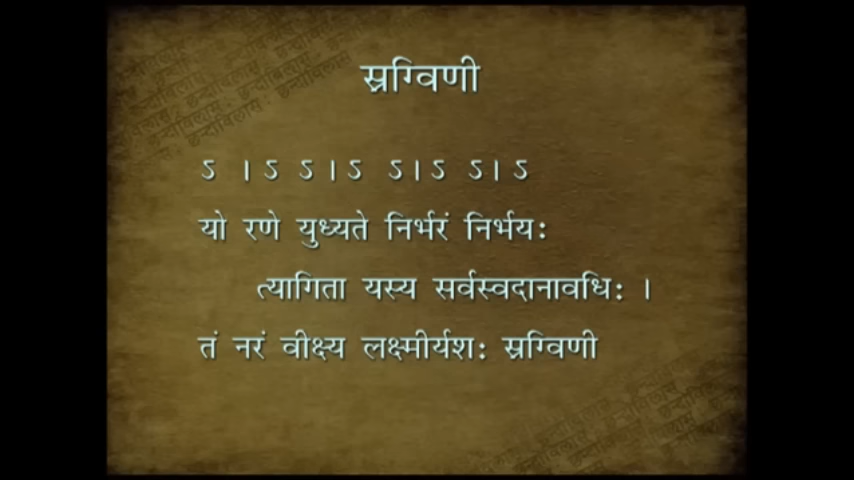 स्रग्विणी
ऽ । ऽ ऽ । ऽ ऽ । ऽ ऽ । ऽ
यो रणे युध्यते निर्भरं निर्भयः
त्यागिता यस्य सर्वस्वदानावधिः ।
तं नरं वीक्ष्य लक्ष्मीर्यशः स्रग्विणी